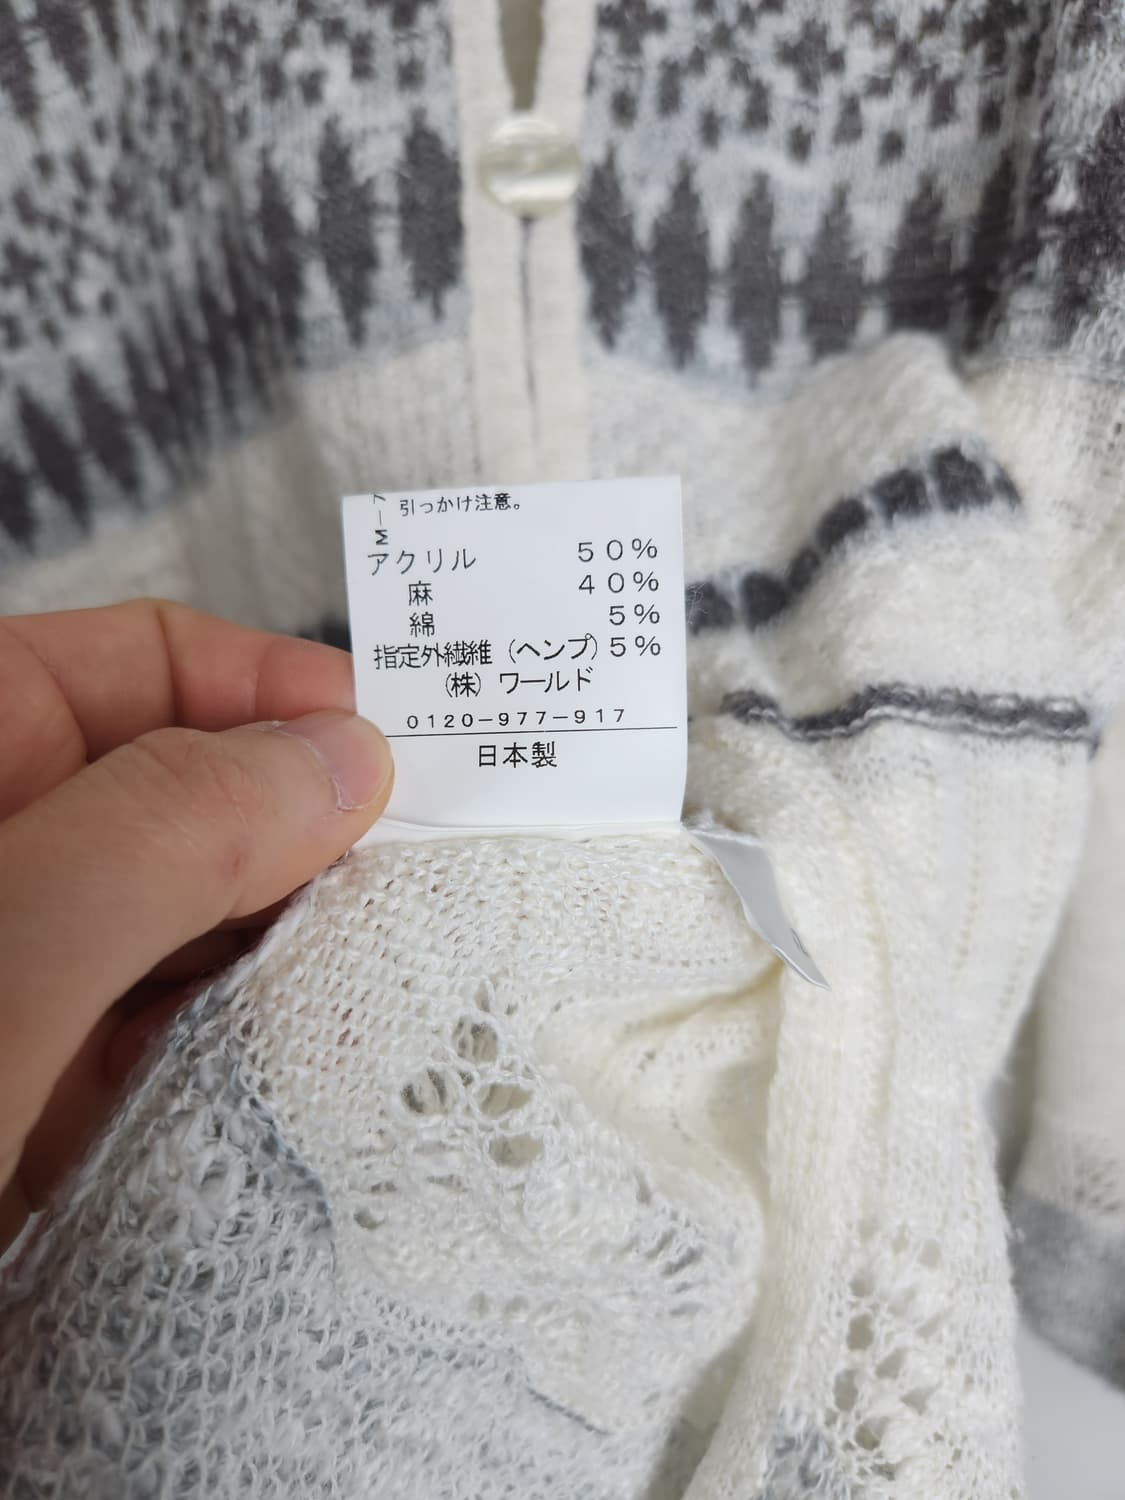 引っかけ注意。
アクリル 50%
麻 40%
綿 5%
指定外繊維(ヘンプ) 5%
(株) ワールド
0120-977-917
日本製